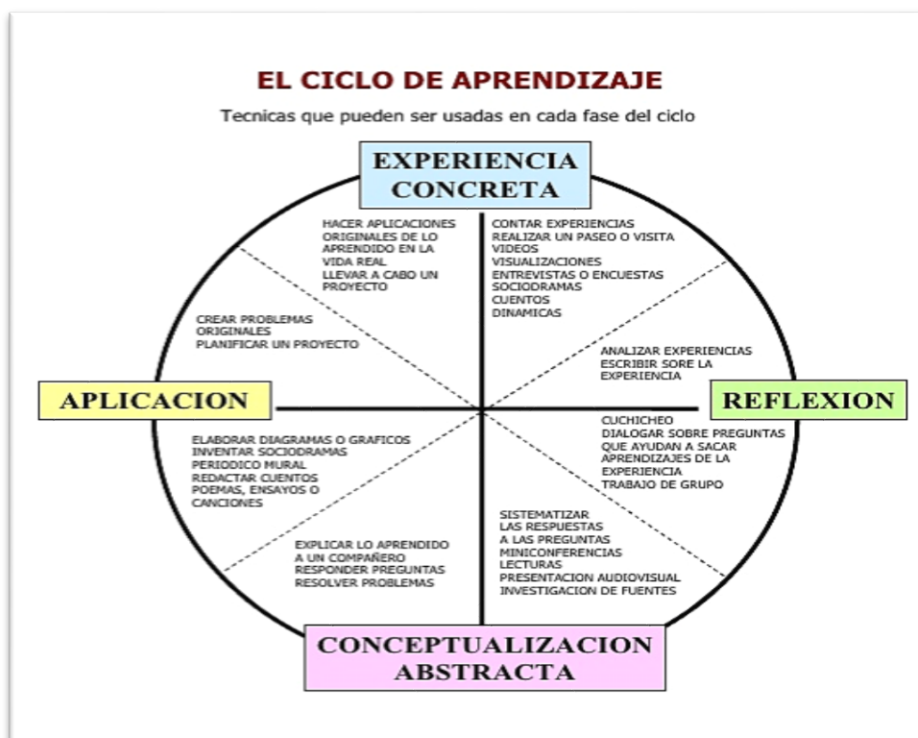 EL CICLO DE APRENDIZAJE
Tecnicas que pueden ser usadas en cada fase del ciclo
EXPERIENCIA
CONCRETA
HACER APLICACIONES
ORIGINALES DE LO
APRENDIDO EN LA
VIDA REAL
LLEVAR A CABO UN
PROYECTO
CONTAR EXPERIENCIAS
REALIZAR UN PASEO O VISITA
VIDEOS
VISUALIZACIONES
ENTREVISTAS O ENCUESTAS
SOCIODRAMAS
CUENTOS
DINAMICAS
CREAR PROBLEMAS
ORIGINALES
PLANIFICAR UN PROYECTO
ANALIZAR EXPERIENCIAS
ESCRIBIR SORE LA
EXPERIENCIA
APLICACION
REFLEXION
ELABORAR DIAGRAMAS O GRAFICOS
INVENTAR SOCIODRAMAS
PERIODICO MURAL
REDACTAR CUENTOS
POEMAS, ENSAYOS O
CANCIONES
CUCHICHEO
DIALOGAR SOBRE PREGUNTAS
QUE AYUDAN A SACAR
APRENDIZAJES DE LA
EXPERIENCIA
TRABAJO DE GRUPO
EXPLICAR LO APRENDIDO
A UN COMPAÑERO
RESPONDER PREGUNTAS
RESOLVER PROBLEMAS
SISTEMATIZAR
LAS RESPUESTAS
A LAS PREGUNTAS
MINICONFERENCIAS
LECTURAS
PRESENTACION AUDIOVISUAL
INVESTIGACION DE FUENTES
CONCEPTUALIZACION
ABSTRACTA